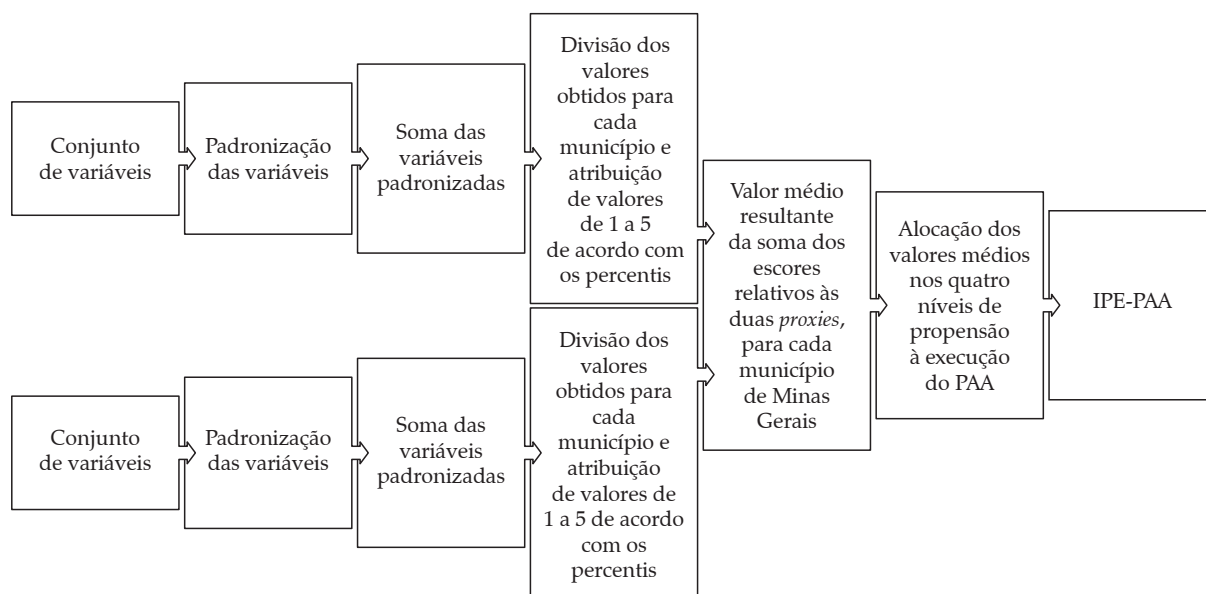 Conjunto
de variáveis
Padronização
das variáveis
Soma das
variáveis
padronizadas
Divisão dos
valores
obtidos para
cada
município e
atribuição
de valores
de 1 a 5
de acordo com
os percentis
Conjunto
de variáveis
Padronização
das variáveis
Soma das
variáveis
padronizadas
Divisão dos
valores
obtidos para
cada
município e
atribuição
de valores de
1 a 5 de acordo
com os
percentis
Valor médio
resultante
da soma dos
escores
relativos às
duas proxies,
para cada
município
de Minas
Gerais
Alocação dos
valores médios
nos quatro
níveis de
propensão
à execução
do PAA
IPE-PAA